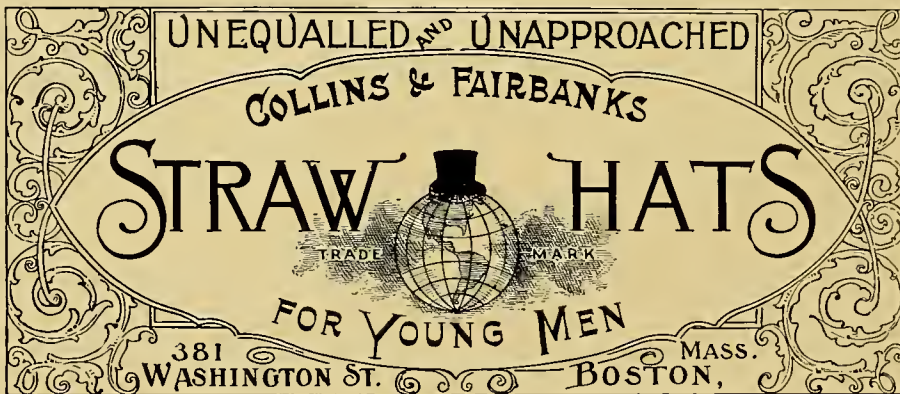 UNEQUALLED AND UNAPPROACHED
COLLINS & FAIRBANKS
STRAW HATS
TRADE MARK
FOR YOUNG MEN
381 MASS.
WASHINGTON ST. BOSTON,